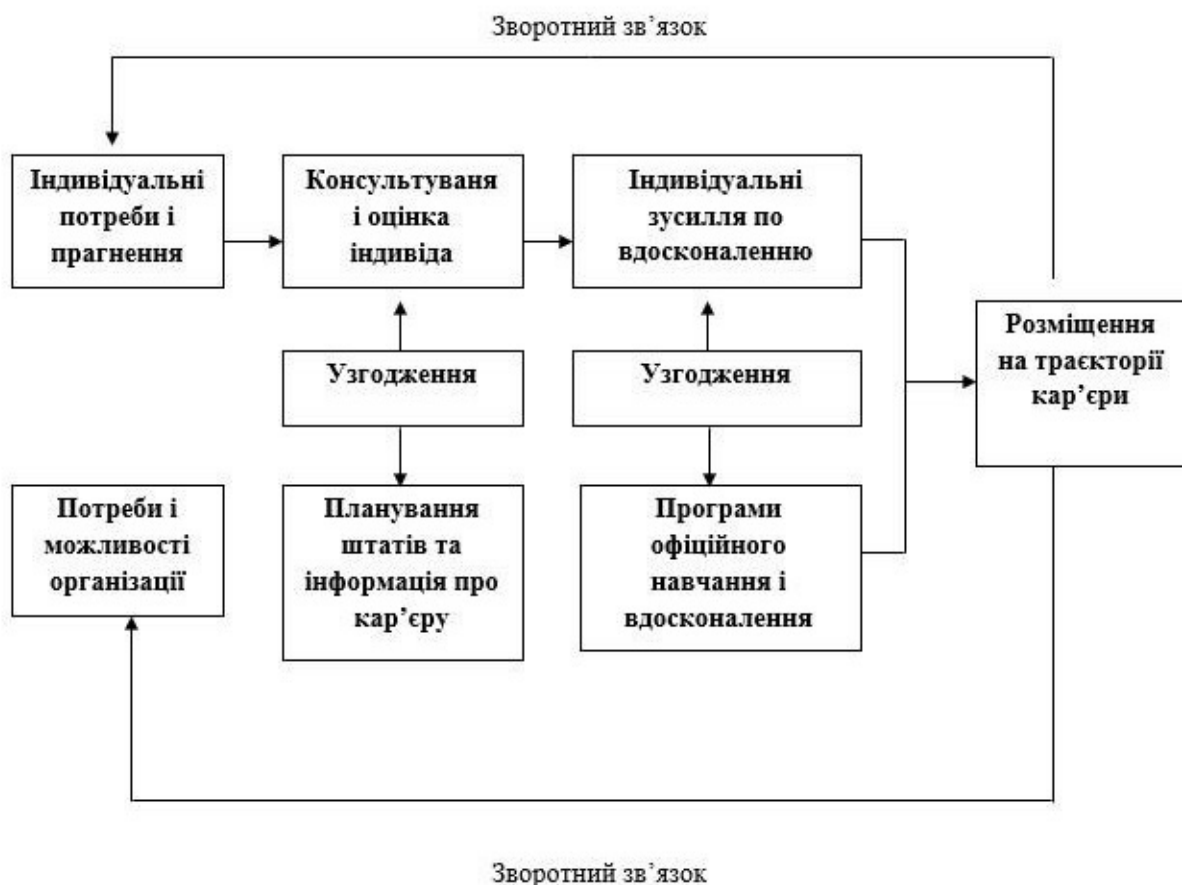 Зворотний зв’язок
Індивідуальні
потреби і
прагнення
Консультуваня
і оцінка
індивіда
Індивідуальні
зусилля по
вдосконаленню
Розміщення
на траєкторії
кар’єри
Узгодження
Узгодження
Потреби і
можливості
організації
Планування
штатів та
інформація про
кар’єру
Програми
офіційного
навчання і
вдосконалення
Зворотний зв’язок